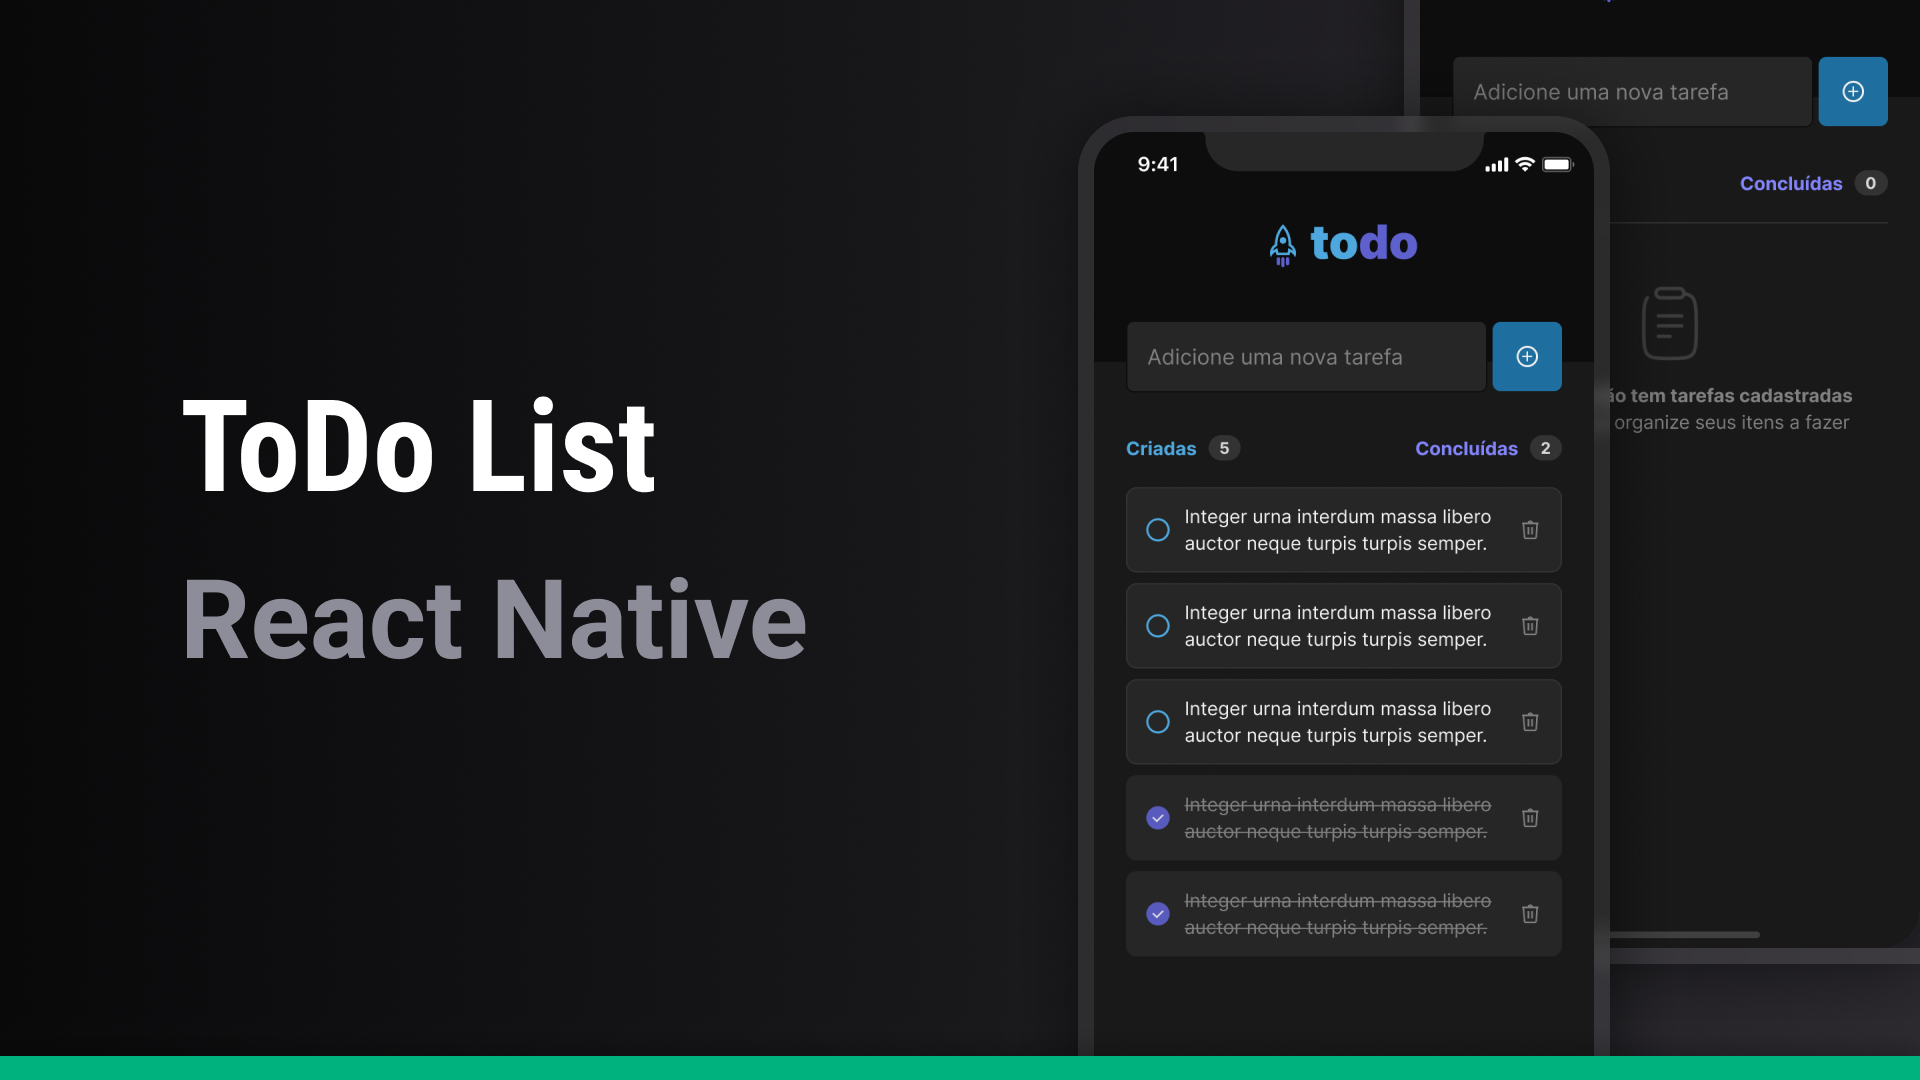 ToDo List
React Native
9:41
todo
Adicione uma nova tarefa
Criadas 5
Concluídas 2
Integer urna interdum massa libero
auctor neque turpis turpis semper.
Integer urna interdum massa libero
auctor neque turpis turpis semper.
Integer urna interdum massa libero
auctor neque turpis turpis semper.
Integer urna interdum massa libero
auctor neque turpis turpis semper.
Integer urna interdum massa libero
auctor neque turpis turpis semper.
Adicione uma nova tarefa
Concluídas 0
tem tarefas cadastradas
organize seus itens a fazer